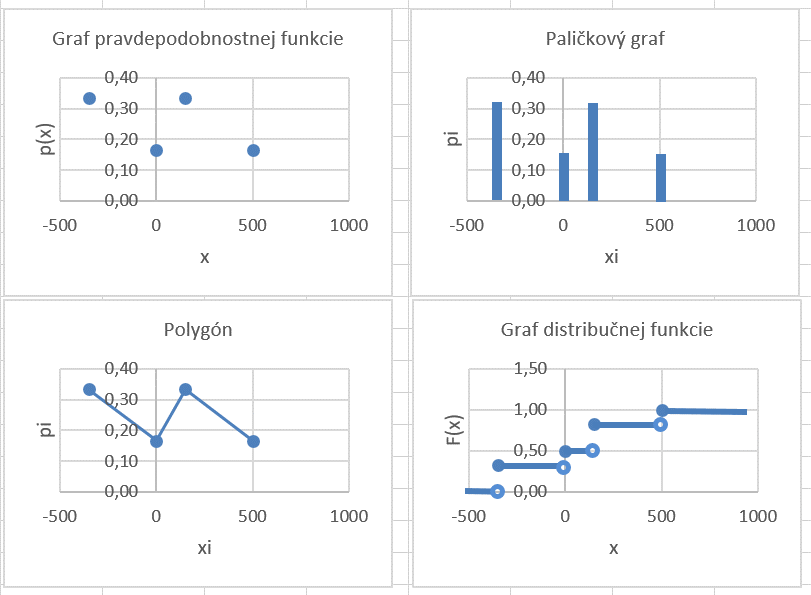 Graf pravdepodobnostnej funkcie
0,40
0,30
0,20
0,10
0,00
p(x)
-500 0 500 1000
x
Paličkový graf
0,40
0,30
0,20
0,10
0,00
pi
-500 0 500 1000
xi
Polygón
0,40
0,30
0,20
0,10
0,00
pi
-500 0 500 1000
xi
Graf distribučnej funkcie
1,50
1,00
0,50
0,00
F(x)
-500 0 500 1000
x